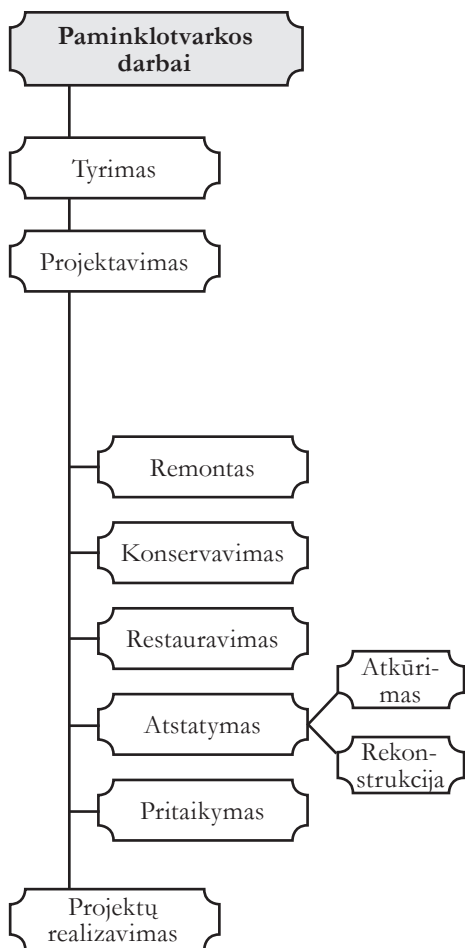 Paminklotvarkos
darbai
Tyrimas
Projektavimas
Remontas
Konservavimas
Restauravimas
Atstatymas
Atkūri-
mas
Rekon-
strukcija
Pritaikymas
Projektų
realizavimas